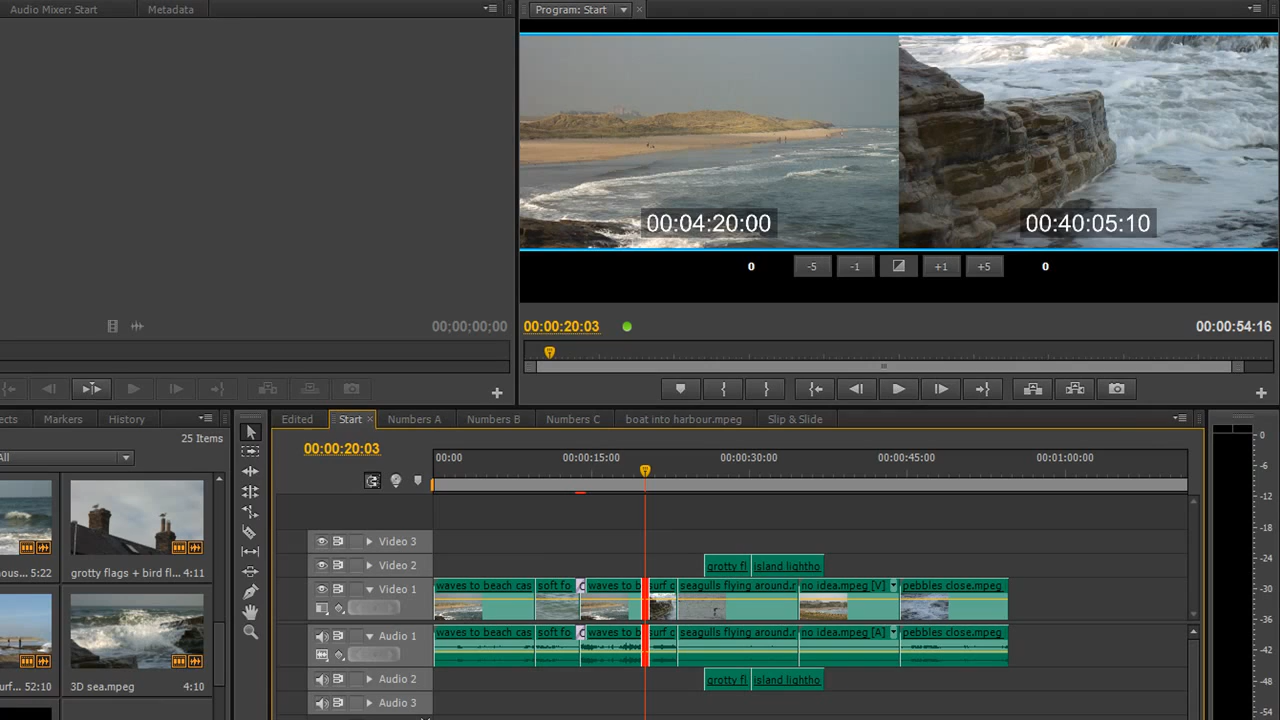 Audio Mixer: Start
Metadata
Program: Start
00:04:20:00
00:40:05:10
0
-5
-1
+1
+5
0
00;00;00;00
00:00:20:03
00:00:54:16
Markers
History
25 Items
All
Edited
Start
Numbers A
Numbers B
Numbers C
boat into harbour.mpeg
Slip & Slide
00:00:20:03
00:00
00:00:15:00
00:00:30:00
00:00:45:00
00:01:00:00
0
-6
-12
-18
-24
-30
-36
-42
-48
-54
5:22
grotty flags + bird fl...
4:11
52:10
3D sea.mpeg
4:10
Video 3
Video 2
grotty fl
island lightho
Video 1
waves to beach cas
soft fo
waves to b
surf c
seagulls flying around.r
no idea.mpeg [V]
pebbles close.mpeg
Audio 1
waves to beach cas
soft fo
waves to b
surf c
seagulls flying around.r
no idea.mpeg [A]
pebbles close.mpeg
Audio 2
grotty fl
island lightho
Audio 3